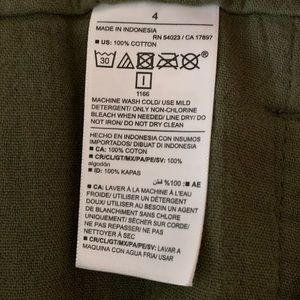 4
MADE IN INDONESIA
RN 54023 / CA 17897
■ US: 100% COTTON
30
I
1166
MACHINE WASH COLD/ USE MILD
DETERGENT/ ONLY NON-CHLORINE
BLEACH WHEN NEEDED/ LINE DRY/ DO
NOT IRON/ DO NOT DRY CLEAN
HECHO EN INDONESIA CON INSUMOS
IMPORTADOS/ DIBUAT DI INDONESIA
■ CA: 100% COTON
■ CR/CL/GT/MX/PA/PE/SV: 100%
algodón
■ ID: 100% KAPAS
■ AE: 100% قطن
■ CA: LAVER À LA MACHINE À L'EAU
FROIDE/ UTILISER UN DÉTERGENT
DOUX/ UTILISER AU BESOIN UN AGENT
DE BLANCHIMENT SANS CHLORE
UNIQUEMENT/ SÉCHER SUR CORDE/
NE PAS REPASSER/ NE PAS
NETTOYER À SEC
■ CR/CL/GT/MX/PA/PE/SV: LAVAR A
MAQUINA CON AGUA FRIA/ USAR